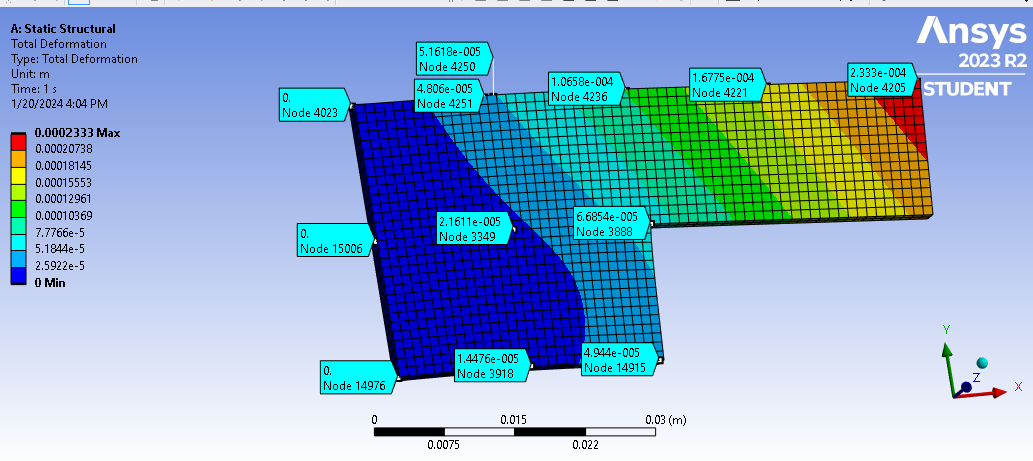 A: Static Structural
Total Deformation
Type: Total Deformation
Unit: m
Time: 1 s
1/20/2024 4:04 PM
0.0002333 Max
0.00020738
0.00018145
0.00015553
0.00012961
0.00010369
7.7766e-5
5.1844e-5
2.5922e-5
0 Min
Ansys
2023 R2
STUDENT
5.1618e-005
Node 4250
4.806e-005
Node 4251
1.0658e-004
Node 4236
1.6775e-004
Node 4221
2.333e-004
Node 4205
0.
Node 4023
0.
Node 15006
2.1611e-005
Node 3349
6.6854e-005
Node 3888
0.
Node 14976
1.4476e-005
Node 3918
4.944e-005
Node 14915
0 0.015 0.03 (m)
0.0075 0.022
Y
Z
X